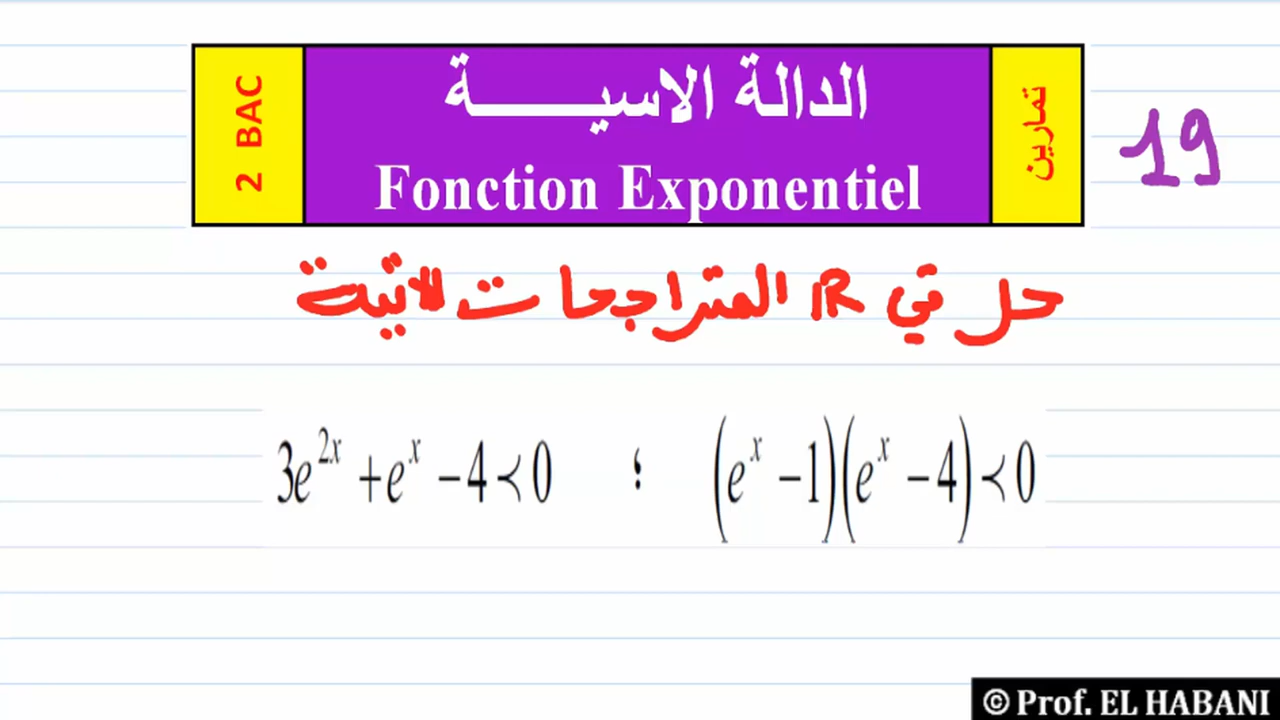 2 BAC
الدالة الاسية
Fonction Exponentiel
تمارين
19
حل في R المتراجحات الاتية
(e^x − 1)(e^x − 4) ≺ 0 ؛ 3e^{2x} + e^x − 4 ≺ 0
© Prof. EL HABANI